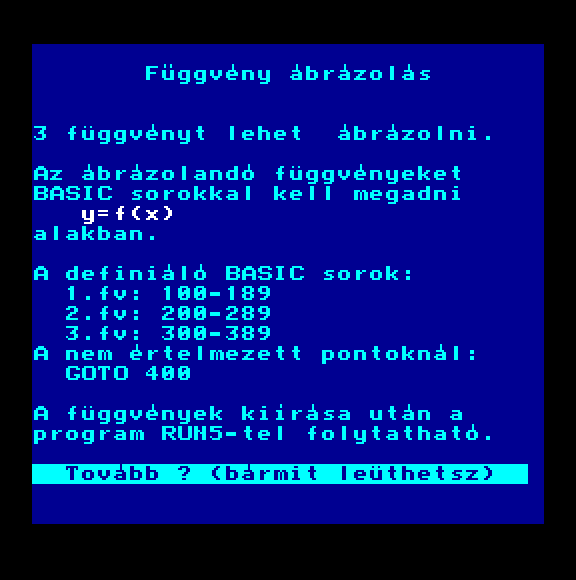 Függvény ábrázolás
3 függvényt lehet  ábrázolni.
Az ábrázolandó függvényeket
BASIC sorokkal kell megadni
y=f(x)
alakban.
A definiáló BASIC sorok:
1.fv: 100-189
2.fv: 200-289
3.fv: 300-389
A nem értelmezett pontoknál:
GOTO 400
A függvények kiírása után a
program RUN5-tel folytatható.
Tovább ? (bármit leüthetsz)